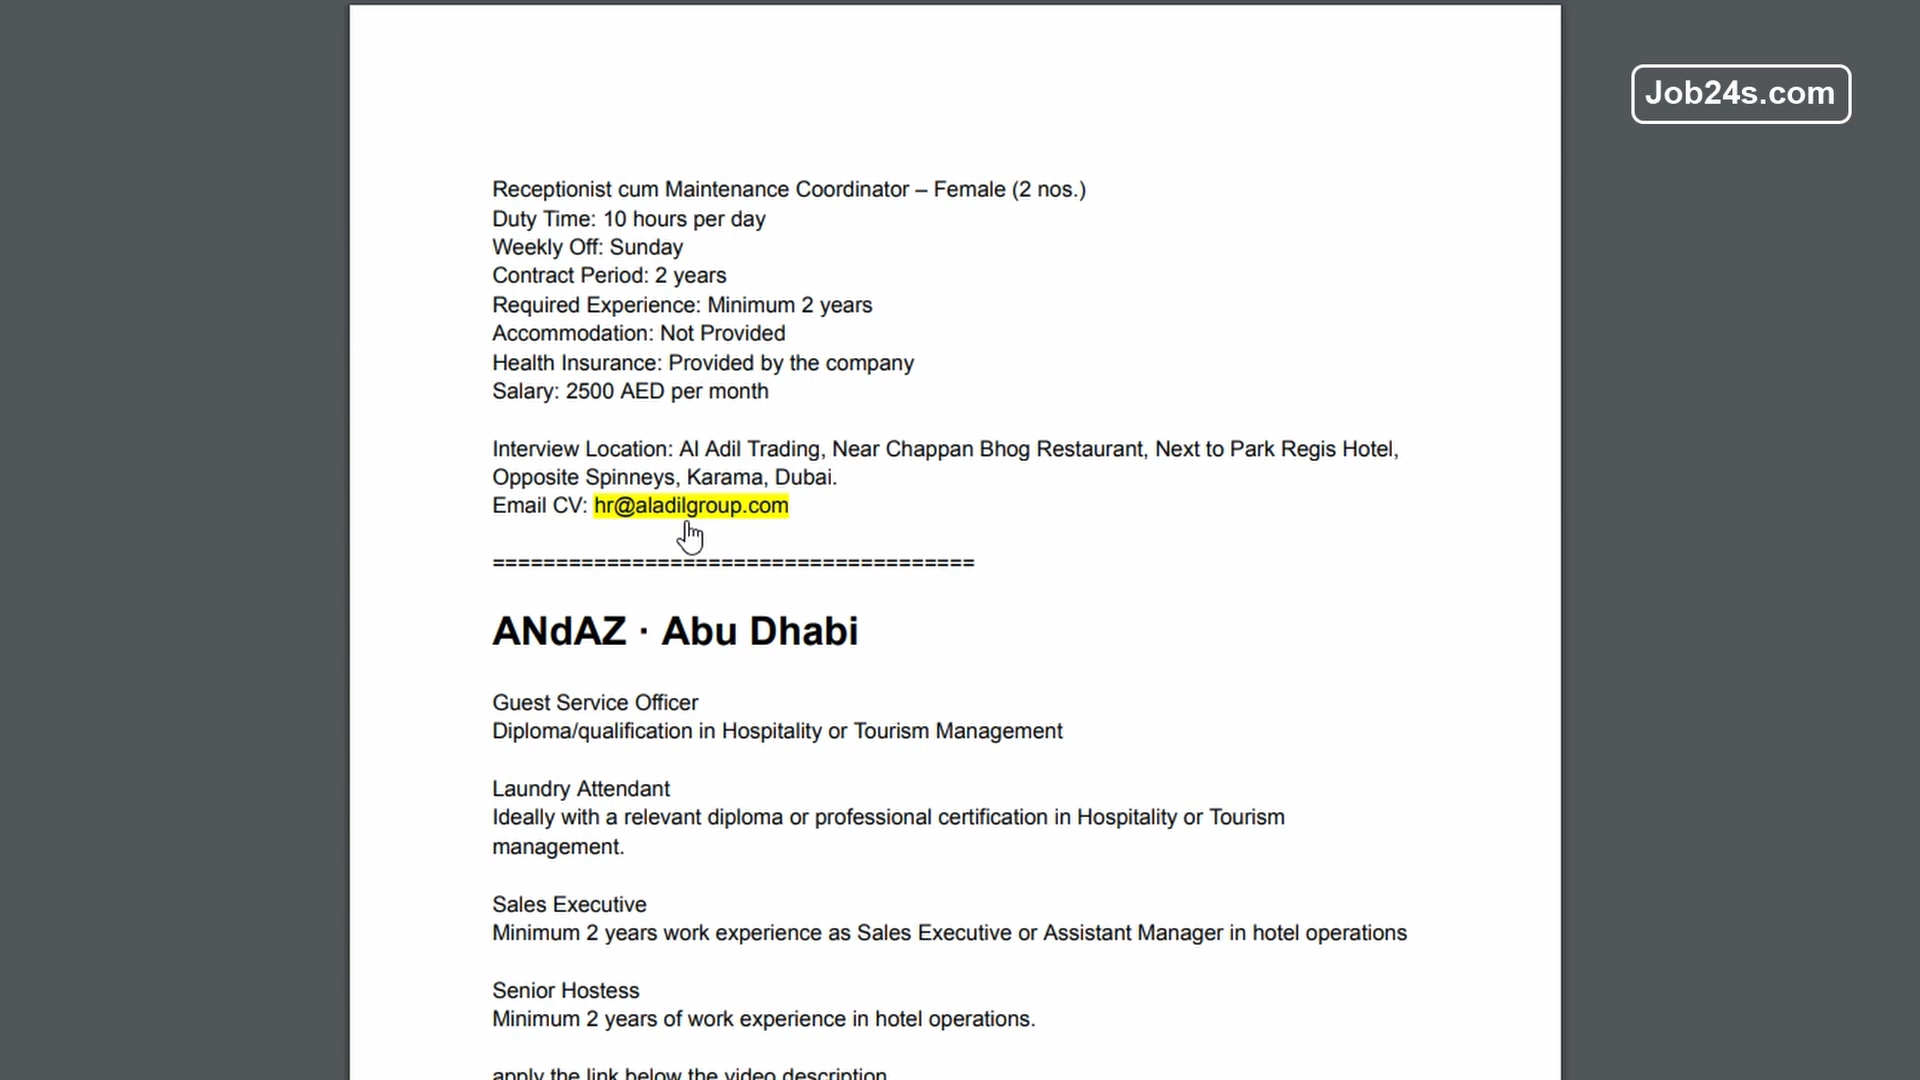 Job24s.com
Receptionist cum Maintenance Coordinator – Female (2 nos.)
Duty Time: 10 hours per day
Weekly Off: Sunday
Contract Period: 2 years
Required Experience: Minimum 2 years
Accommodation: Not Provided
Health Insurance: Provided by the company
Salary: 2500 AED per month
Interview Location: Al Adil Trading, Near Chappan Bhog Restaurant, Next to Park Regis Hotel,
Opposite Spinneys, Karama, Dubai.
Email CV: hr@aladilgroup.com
======================================
ANdAZ · Abu Dhabi
Guest Service Officer
Diploma/qualification in Hospitality or Tourism Management
Laundry Attendant
Ideally with a relevant diploma or professional certification in Hospitality or Tourism
management.
Sales Executive
Minimum 2 years work experience as Sales Executive or Assistant Manager in hotel operations
Senior Hostess
Minimum 2 years of work experience in hotel operations.
apply the link below the video description